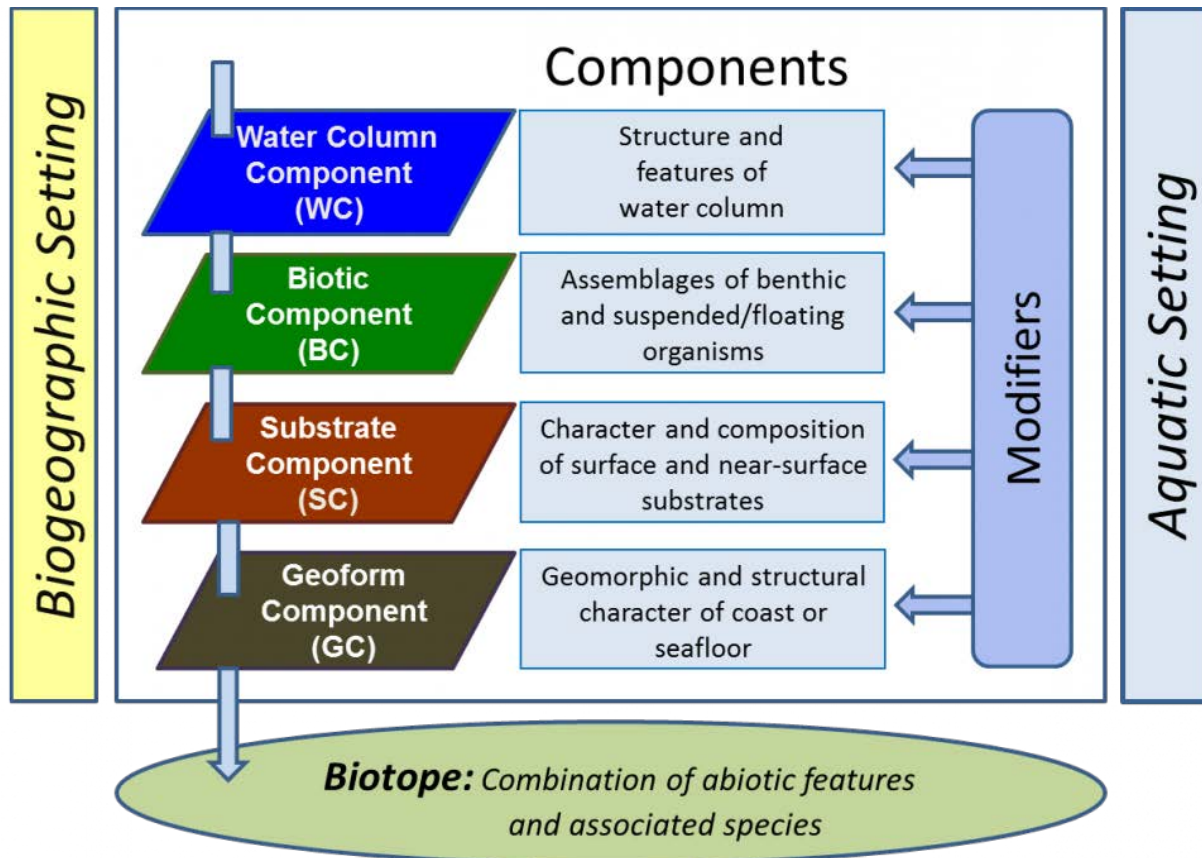 Biogeographic Setting
Components
Water Column
Component
(WC)
Structure and
features of
water column
Biotic
Component
(BC)
Assemblages of benthic
and suspended/floating
organisms
Substrate
Component
(SC)
Character and composition
of surface and near-surface
substrates
Geoform
Component
(GC)
Geomorphic and structural
character of coast or
seafloor
Modifiers
Aquatic Setting
Biotope: Combination of abiotic features
and associated species